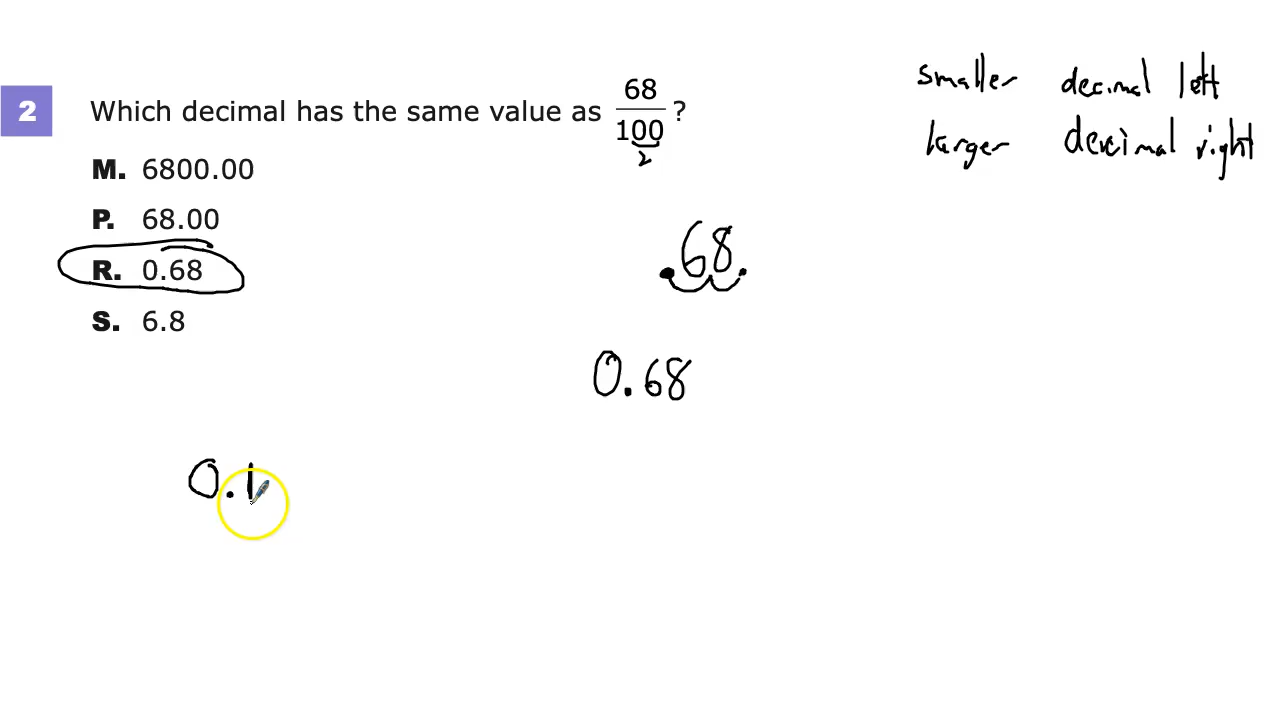 smaller decimal left
2 Which decimal has the same value as 68/100 ?
2
larger decimal right
M. 6800.00
P. 68.00
R. 0.68
S. 6.8
.68.
0.68
0.1